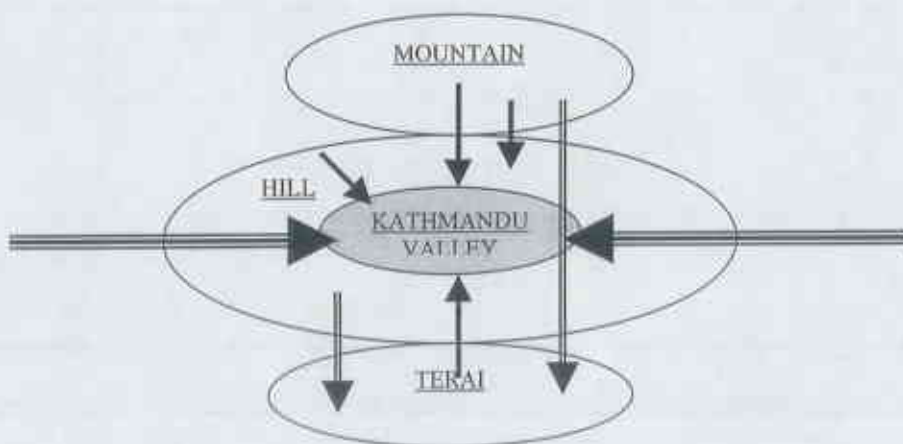 MOUNTAIN
HILL
KATHMANDU
VALLEY
TERAI